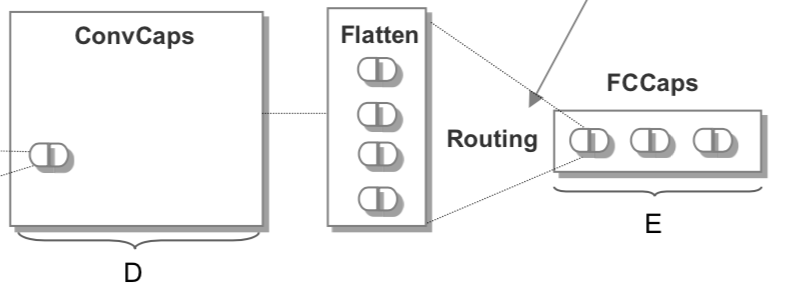 ConvCaps
Flatten
FCCaps
Routing
D
E